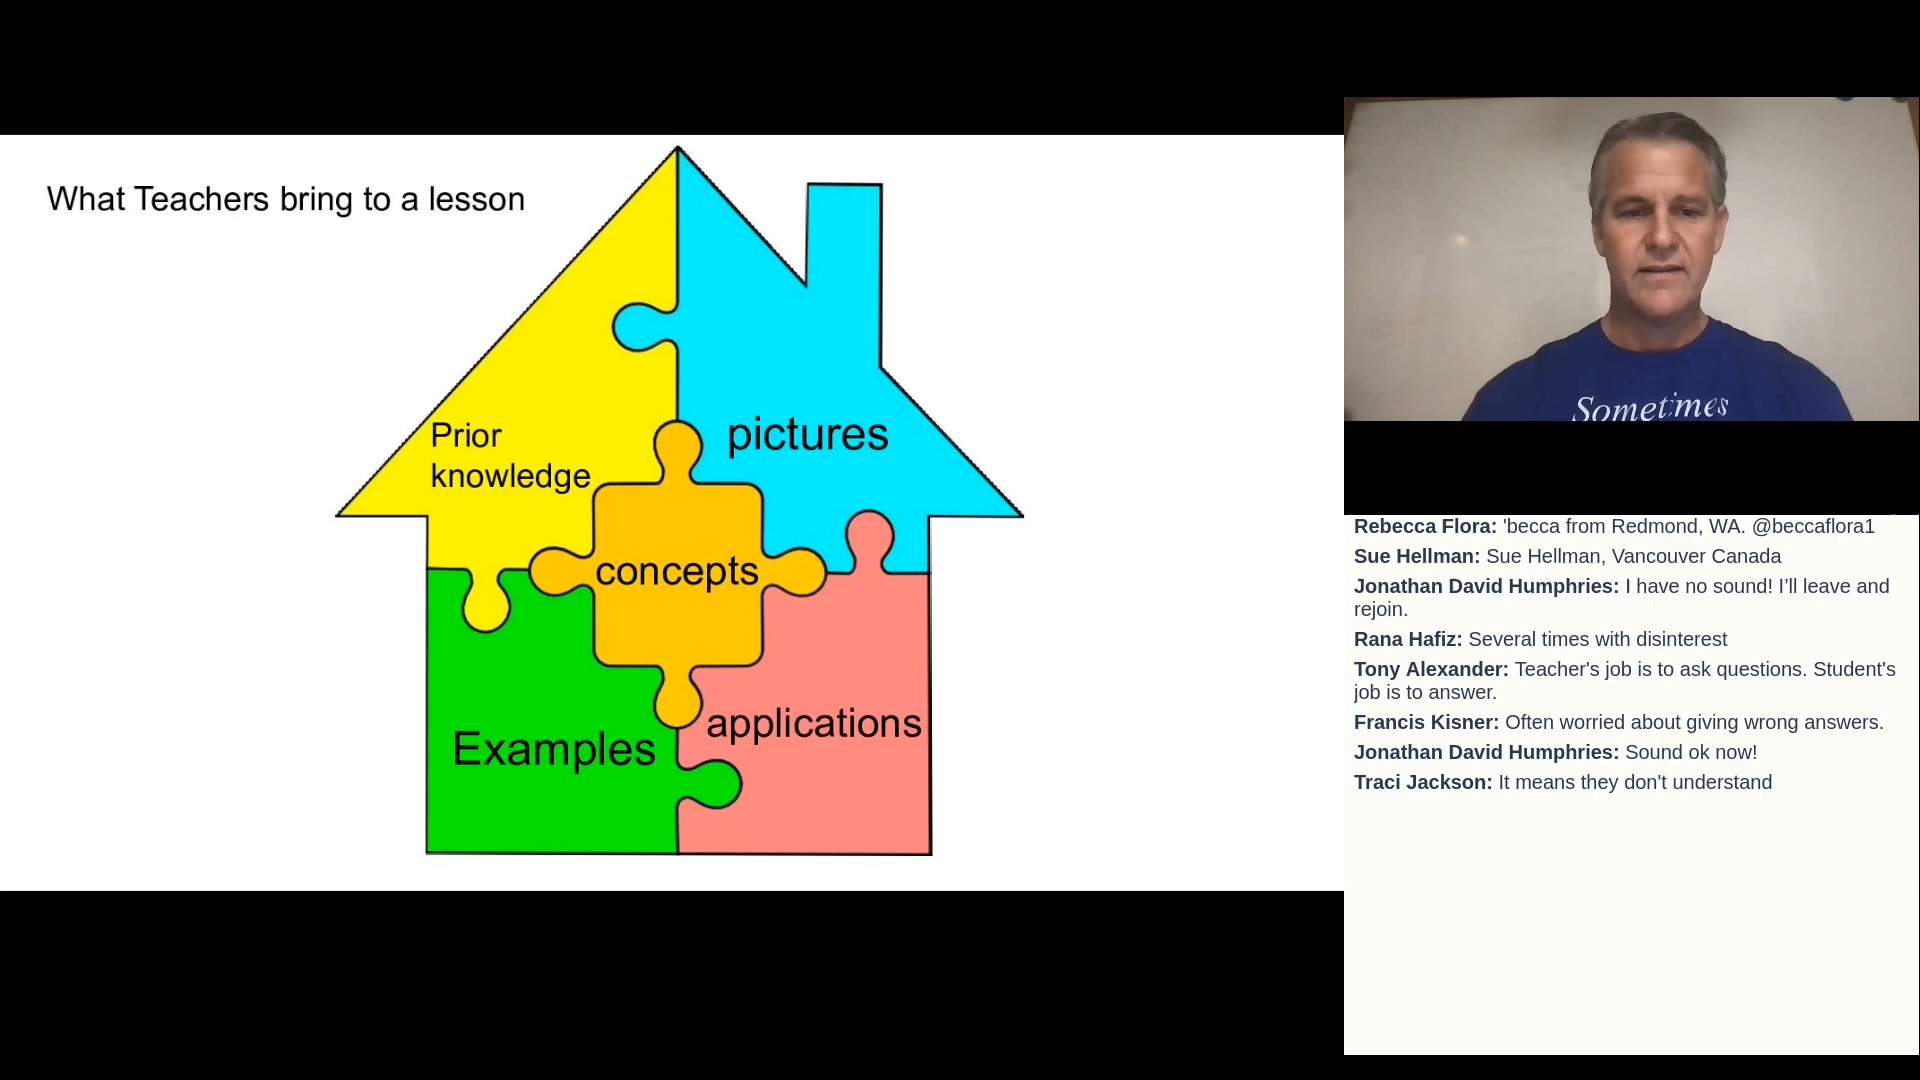 What Teachers bring to a lesson
Prior
knowledge
pictures
concepts
Examples
applications
Sometimes
Rebecca Flora: 'becca from Redmond, WA. @beccaflora1
Sue Hellman: Sue Hellman, Vancouver Canada
Jonathan David Humphries: I have no sound! I’ll leave and
rejoin.
Rana Hafiz: Several times with disinterest
Tony Alexander: Teacher's job is to ask questions. Student's
job is to answer.
Francis Kisner: Often worried about giving wrong answers.
Jonathan David Humphries: Sound ok now!
Traci Jackson: It means they don't understand